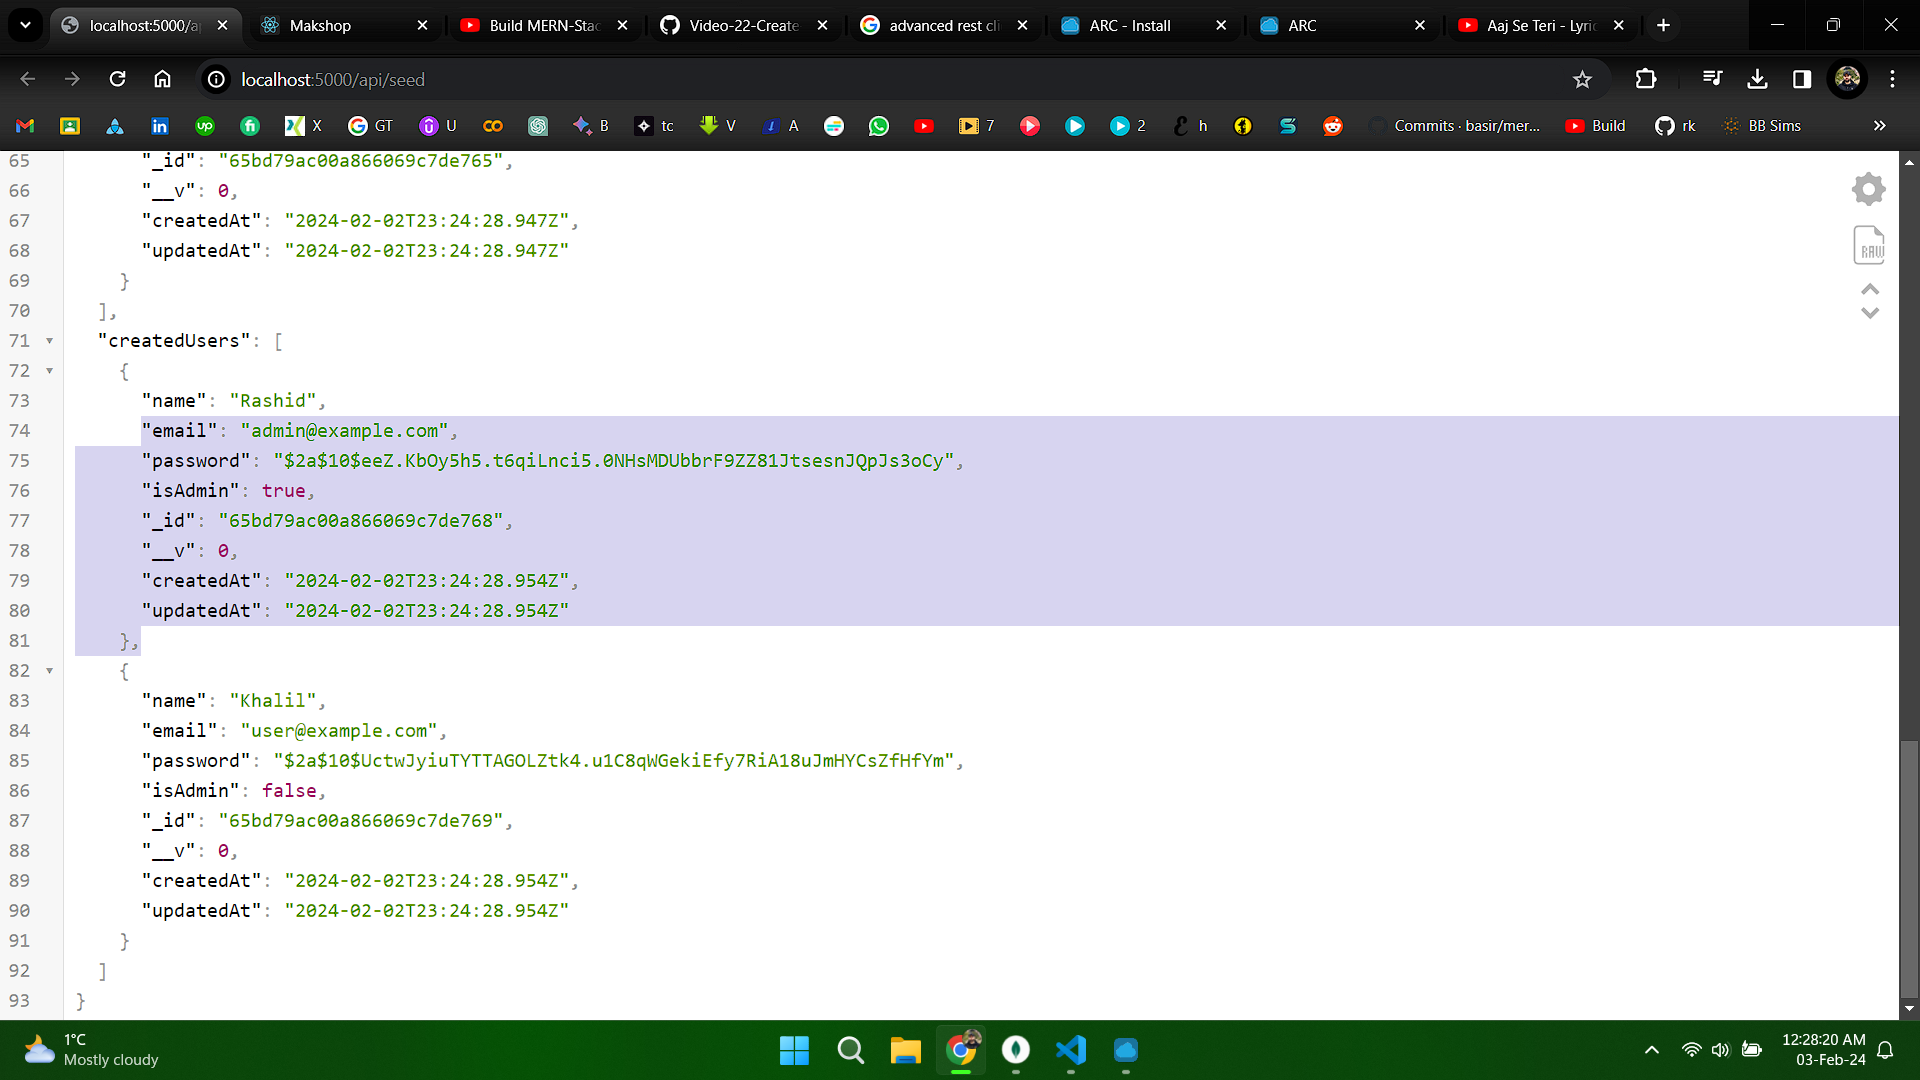 localhost:5000/a
Makshop
Build MERN-Stac
Video-22-Create
advanced rest cli
ARC - Install
ARC
Aaj Se Teri - Lyric
localhost:5000/api/seed
X
GT
U
B
tc
V
A
7
2
h
Commits · basir/mer...
Build
rk
BB Sims
65 "_id": "65bd79ac00a866069c7de765",
66 "__v": 0,
67 "createdAt": "2024-02-02T23:24:28.947Z",
68 "updatedAt": "2024-02-02T23:24:28.947Z"
69 }
70 ],
71 "createdUsers": [
72 {
73 "name": "Rashid",
74 "email": "admin@example.com",
75 "password": "$2a$10$eeZ.KbOy5h5.t6qiLnci5.0NHsMDUbbrF9ZZ81JtsesnJQpJs3oCy",
76 "isAdmin": true,
77 "_id": "65bd79ac00a866069c7de768",
78 "__v": 0,
79 "createdAt": "2024-02-02T23:24:28.954Z",
80 "updatedAt": "2024-02-02T23:24:28.954Z"
81 },
82 {
83 "name": "Khalil",
84 "email": "user@example.com",
85 "password": "$2a$10$UctwJyiuTYTTAGOLZtk4.u1C8qWGekiEfy7RiA18uJmHYCsZfHfYm",
86 "isAdmin": false,
87 "_id": "65bd79ac00a866069c7de769",
88 "__v": 0,
89 "createdAt": "2024-02-02T23:24:28.954Z",
90 "updatedAt": "2024-02-02T23:24:28.954Z"
91 }
92 ]
93 }
RAW
1°C
Mostly cloudy
12:28:20 AM
03-Feb-24